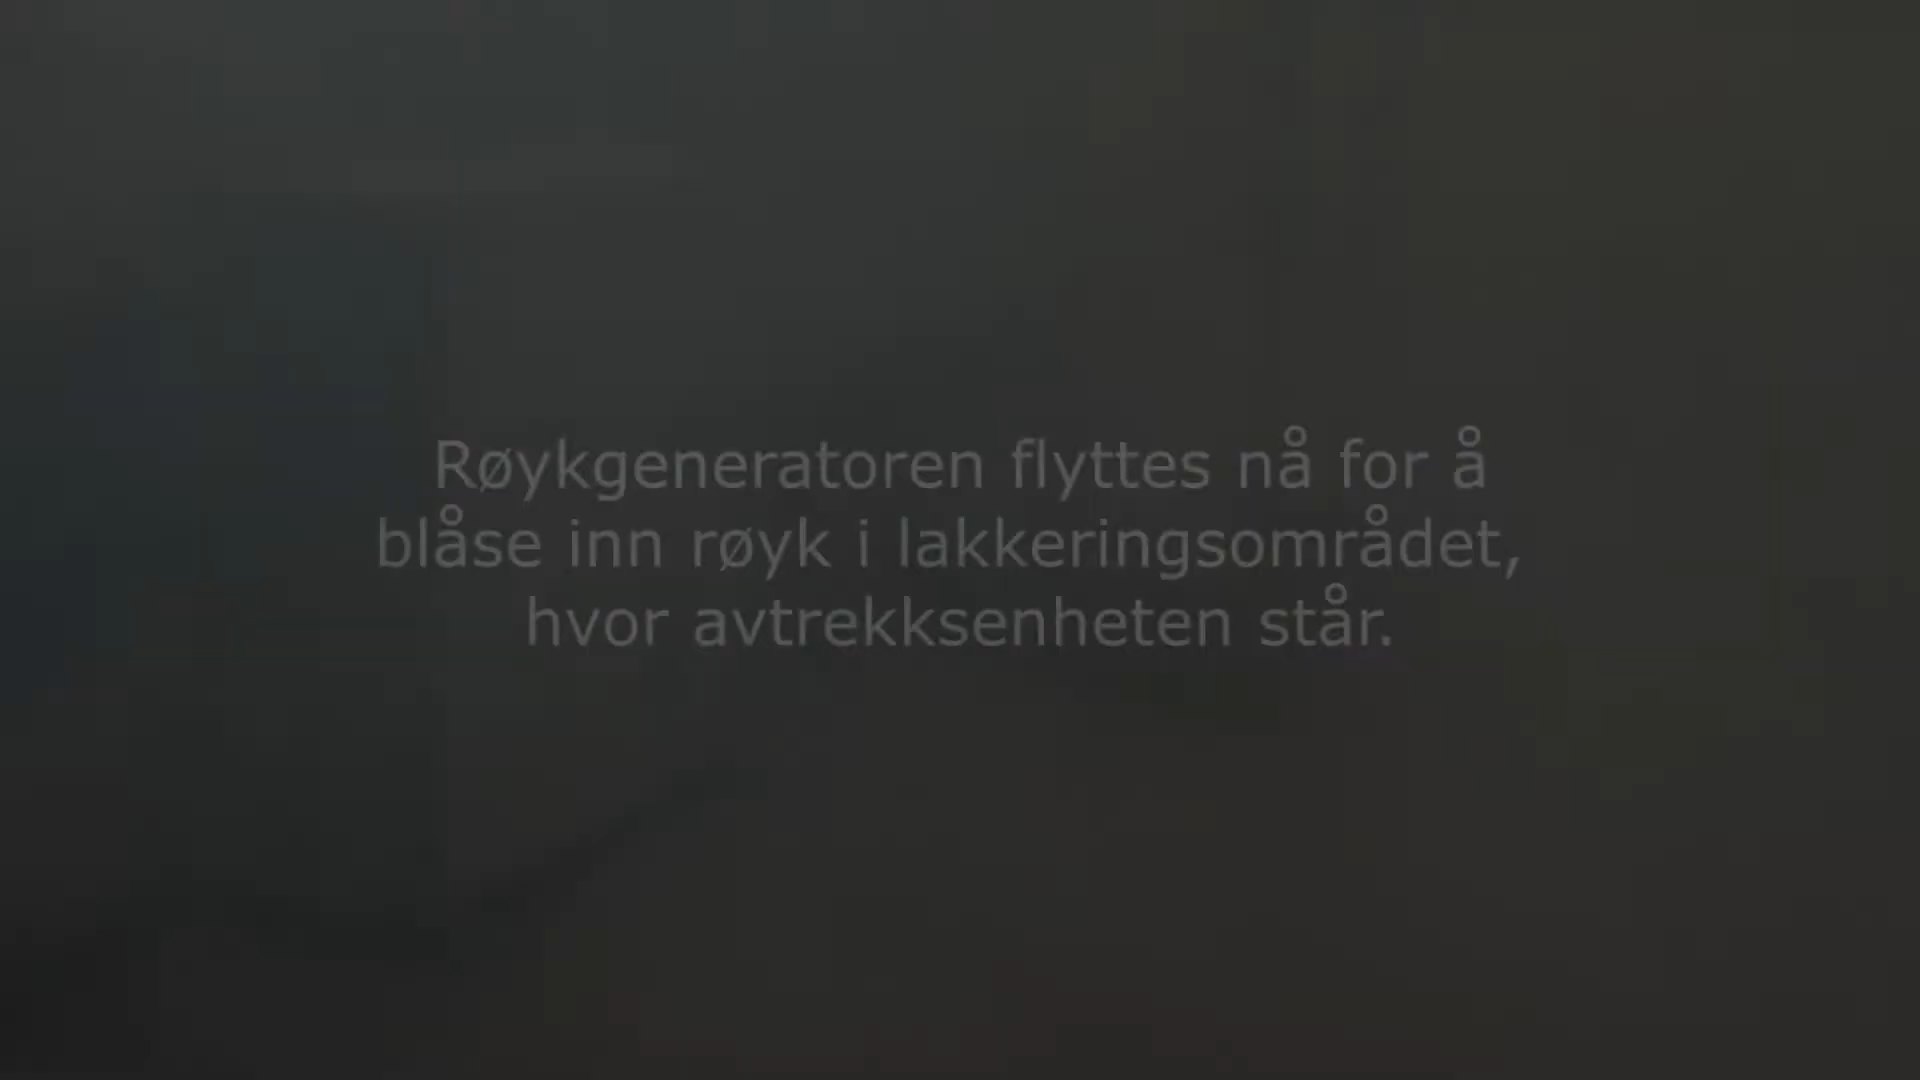 Røykgeneratoren flyttes nå for å
blåse inn røyk i lakkeringsområdet,
hvor avtrekksenheten står.